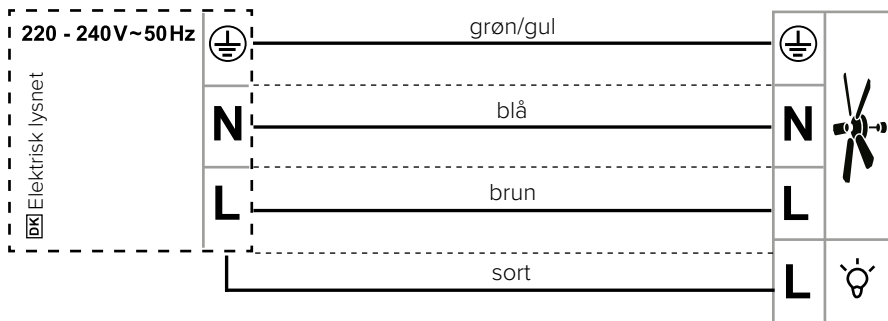 220 - 240V~50Hz
DK Elektrisk lysnet
grøn/gul
N
blå
N
L
brun
L
sort
L